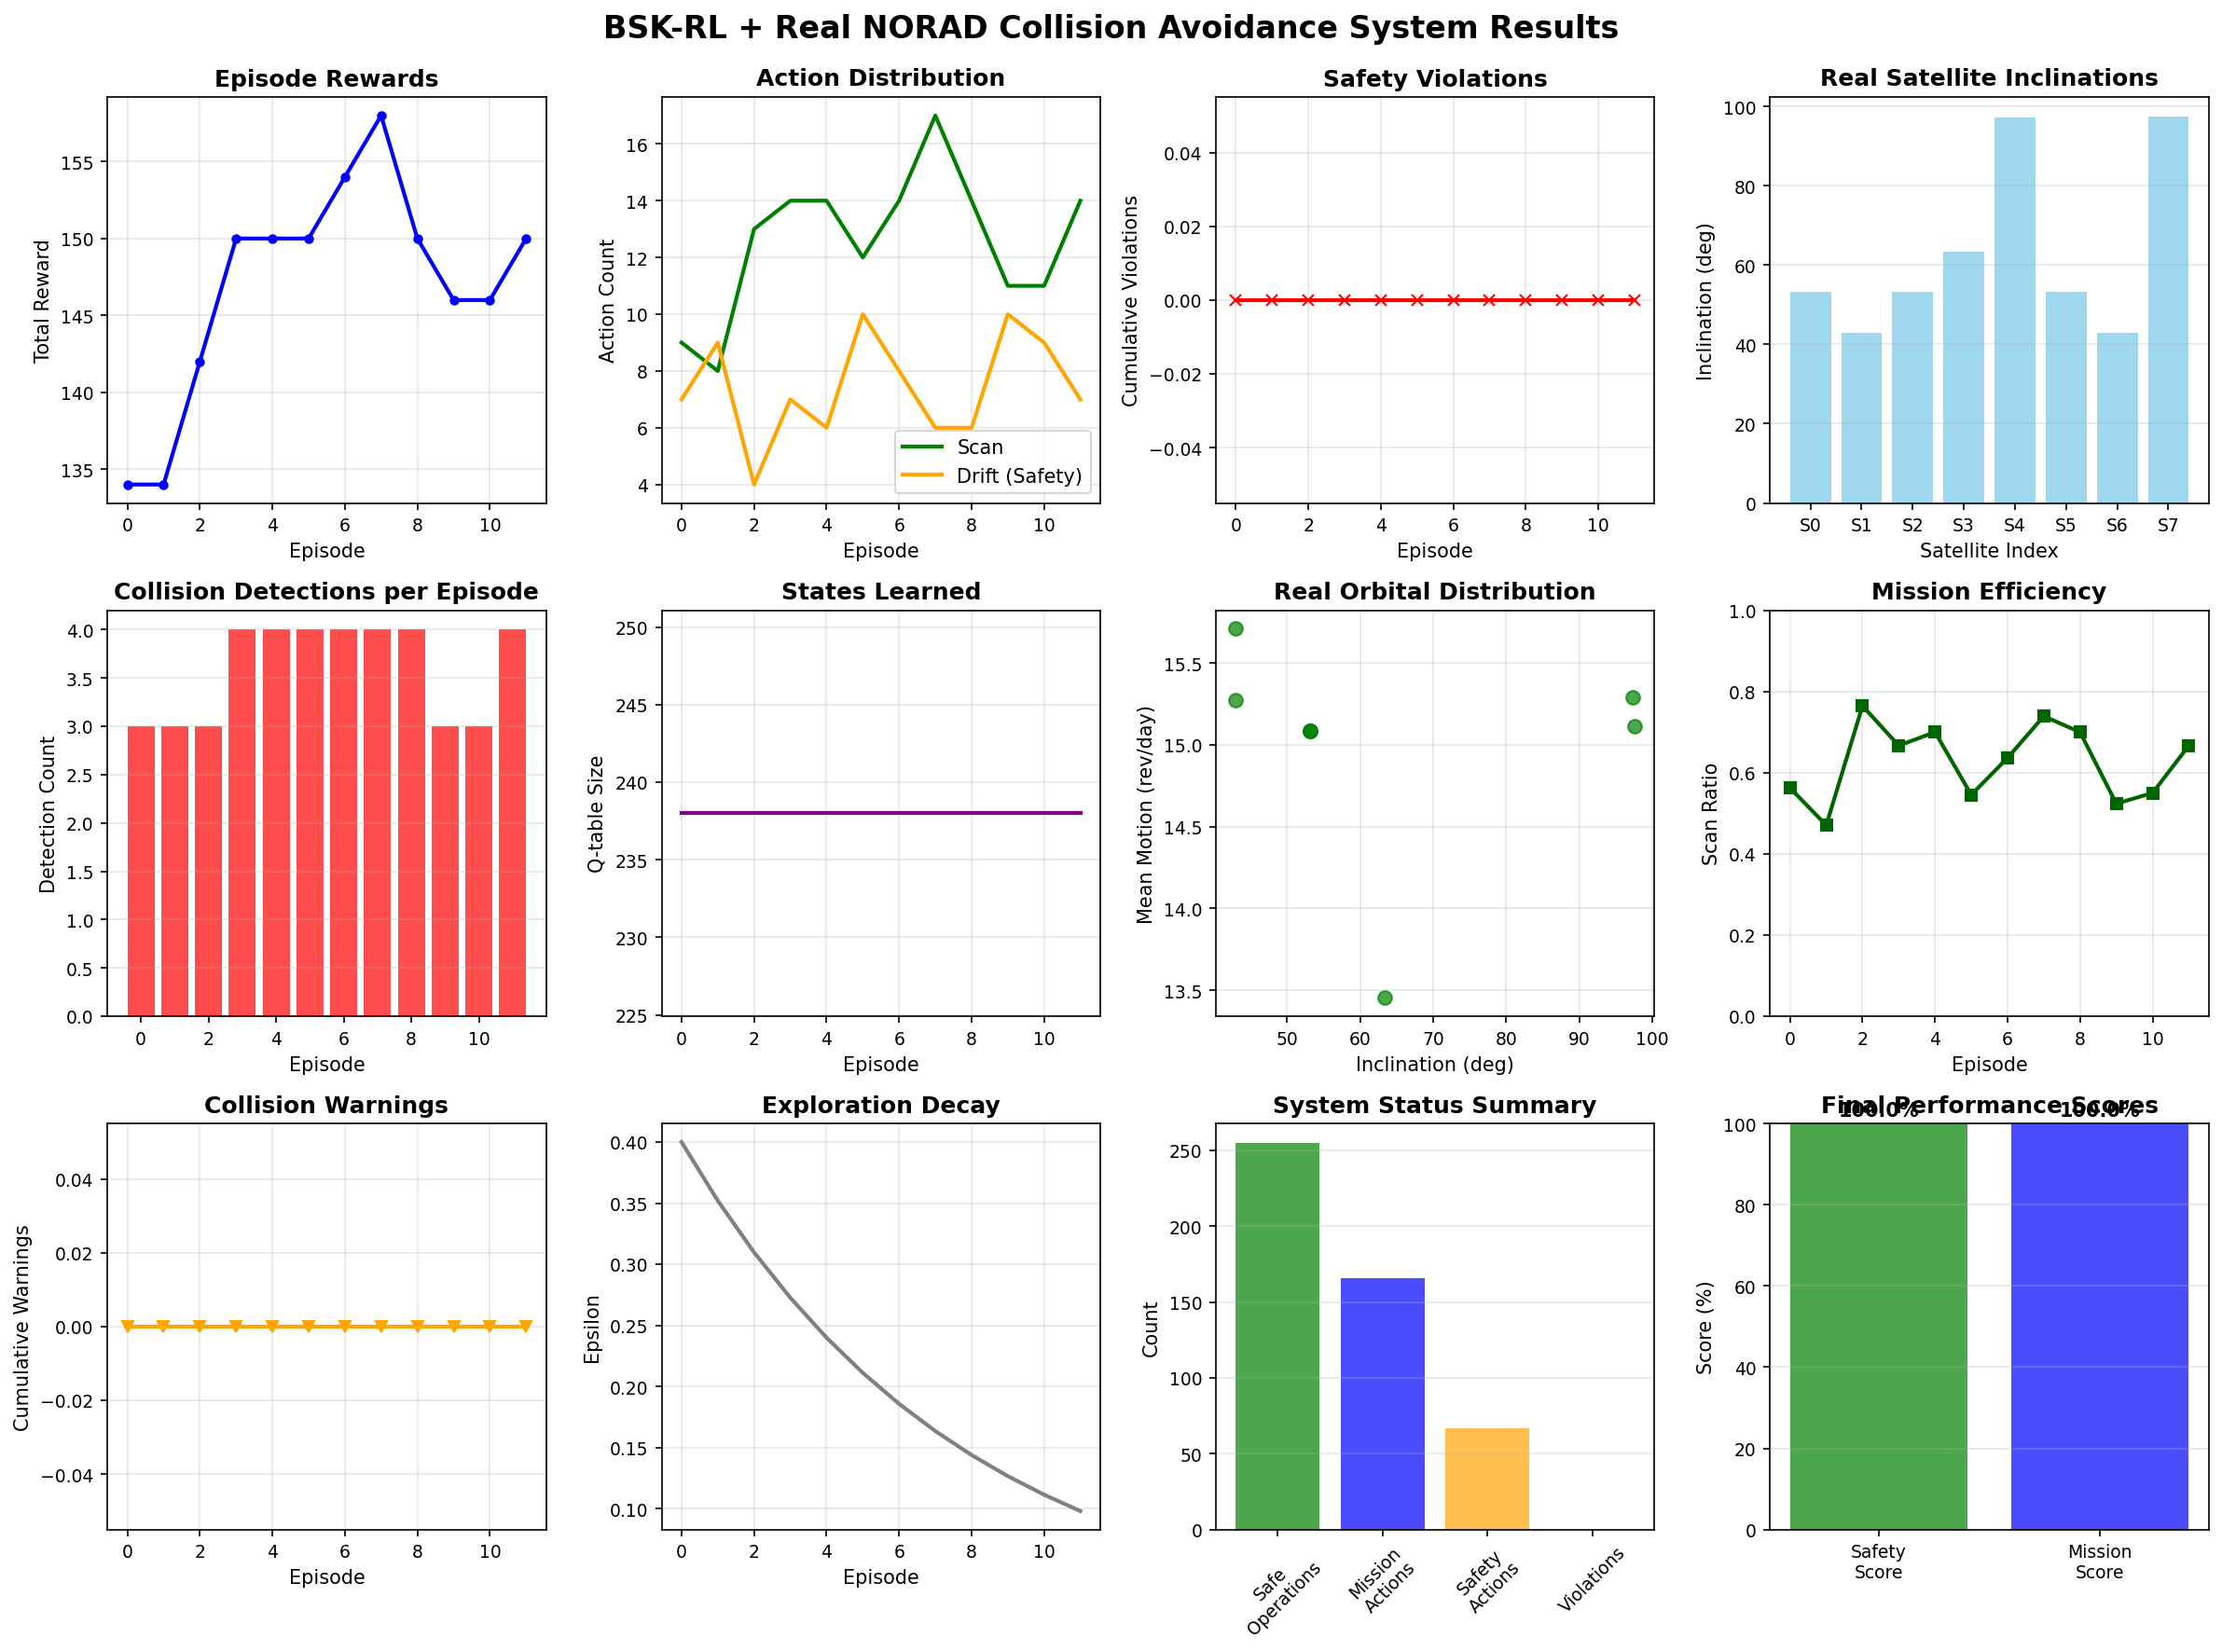 BSK-RL + Real NORAD Collision Avoidance System Results
Episode Rewards
Total Reward
155
150
145
140
135
0 2 4 6 8 10
Episode
Action Distribution
Action Count
16
14
12
10
8
6
4
Scan
Drift (Safety)
0 2 4 6 8 10
Episode
Safety Violations
Cumulative Violations
0.04
0.02
0.00
−0.02
−0.04
0 2 4 6 8 10
Episode
Real Satellite Inclinations
Inclination (deg)
100
80
60
40
20
0
S0 S1 S2 S3 S4 S5 S6 S7
Satellite Index
Collision Detections per Episode
Detection Count
4.0
3.5
3.0
2.5
2.0
1.5
1.0
0.5
0.0
0 2 4 6 8 10
Episode
States Learned
Q-table Size
250
245
240
235
230
225
0 2 4 6 8 10
Episode
Real Orbital Distribution
Mean Motion (rev/day)
15.5
15.0
14.5
14.0
13.5
50 60 70 80 90 100
Inclination (deg)
Mission Efficiency
Scan Ratio
1.0
0.8
0.6
0.4
0.2
0.0
0 2 4 6 8 10
Episode
Collision Warnings
Cumulative Warnings
0.04
0.02
0.00
−0.02
−0.04
0 2 4 6 8 10
Episode
Exploration Decay
Epsilon
0.40
0.35
0.30
0.25
0.20
0.15
0.10
0 2 4 6 8 10
Episode
System Status Summary
Count
250
200
150
100
50
0
Safe
Operations
Mission
Actions
Safety
Actions
Violations
Final Performance Scores
100.0%
100.0%
Score (%)
100
80
60
40
20
0
Safety
Score
Mission
Score